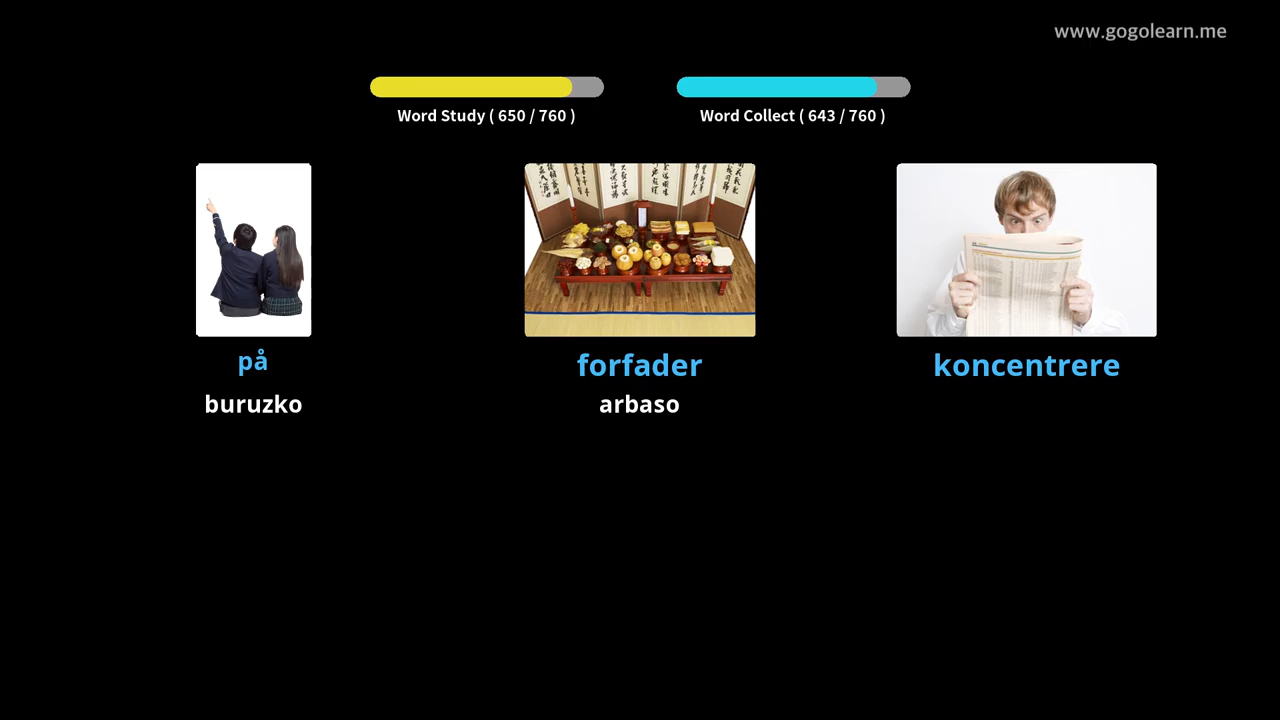 www.gogolearn.me
Word Study ( 650 / 760 )
Word Collect ( 643 / 760 )
på
forfader
koncentrere
buruzko
arbaso